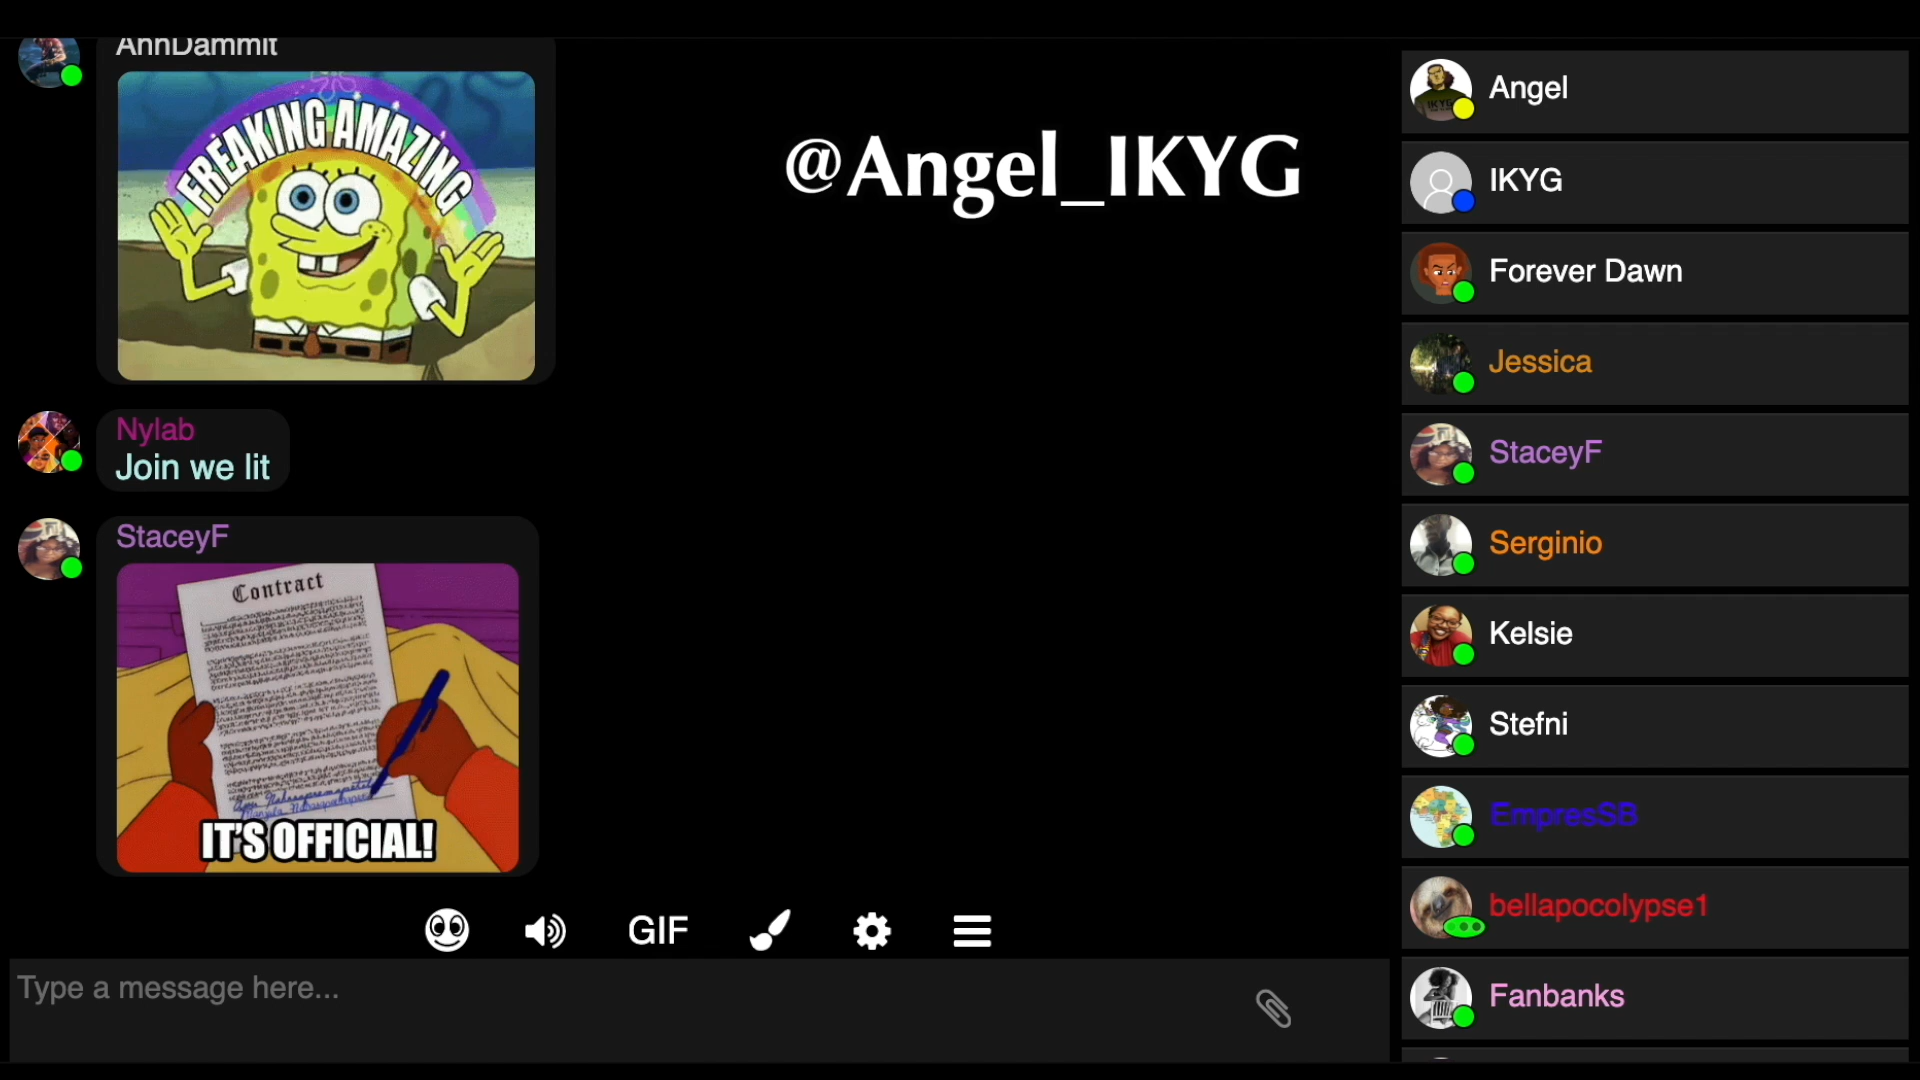 AnnDammit
FREAKING AMAZING
Nylab
Join we lit
StaceyF
Contract
IT'S OFFICIAL!
@Angel_IKYG
GIF
Type a message here...
Angel
IKYG
Forever Dawn
Jessica
StaceyF
Serginio
Kelsie
Stefni
EmpresSB
bellapocolypse1
Fanbanks